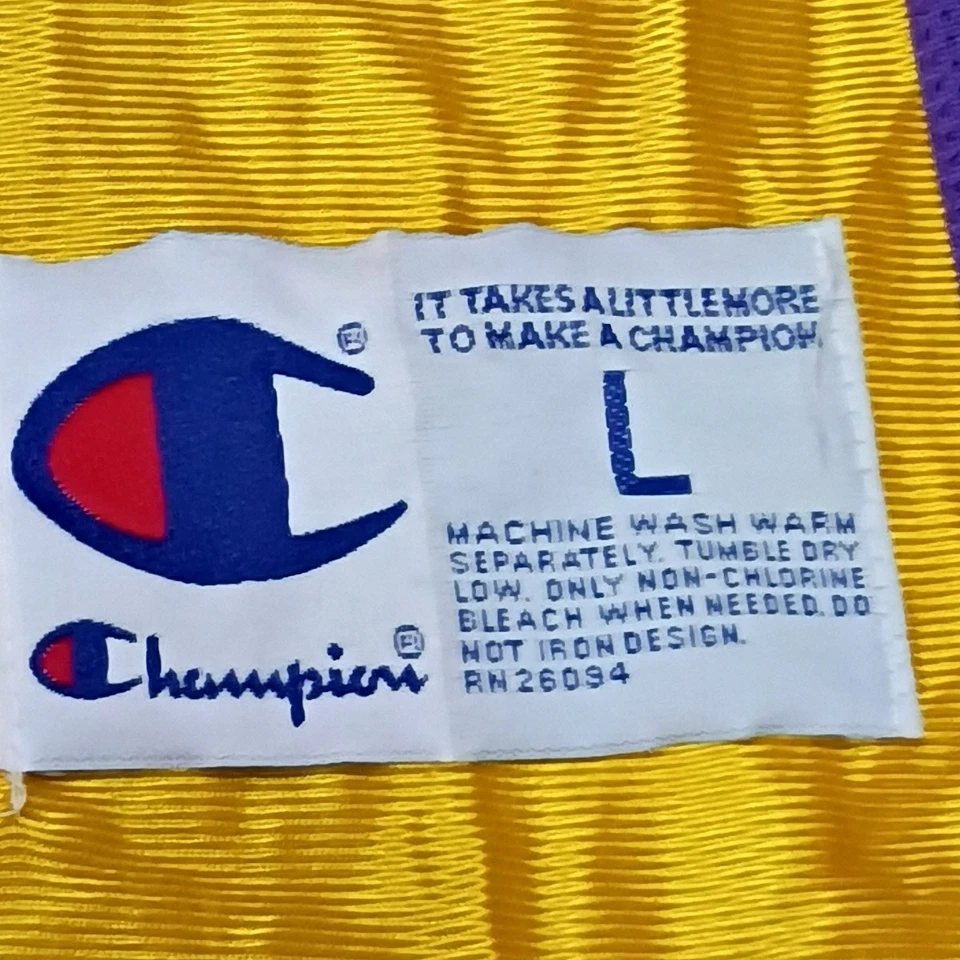 ®
Champion®
IT TAKES A LITTLE MORE
TO MAKE A CHAMPION.
L
MACHINE WASH WARM
SEPARATELY. TUMBLE DRY
LOW. ONLY NON-CHLORINE
BLEACH WHEN NEEDED. DO
NOT IRON DESIGN.
RN 26094